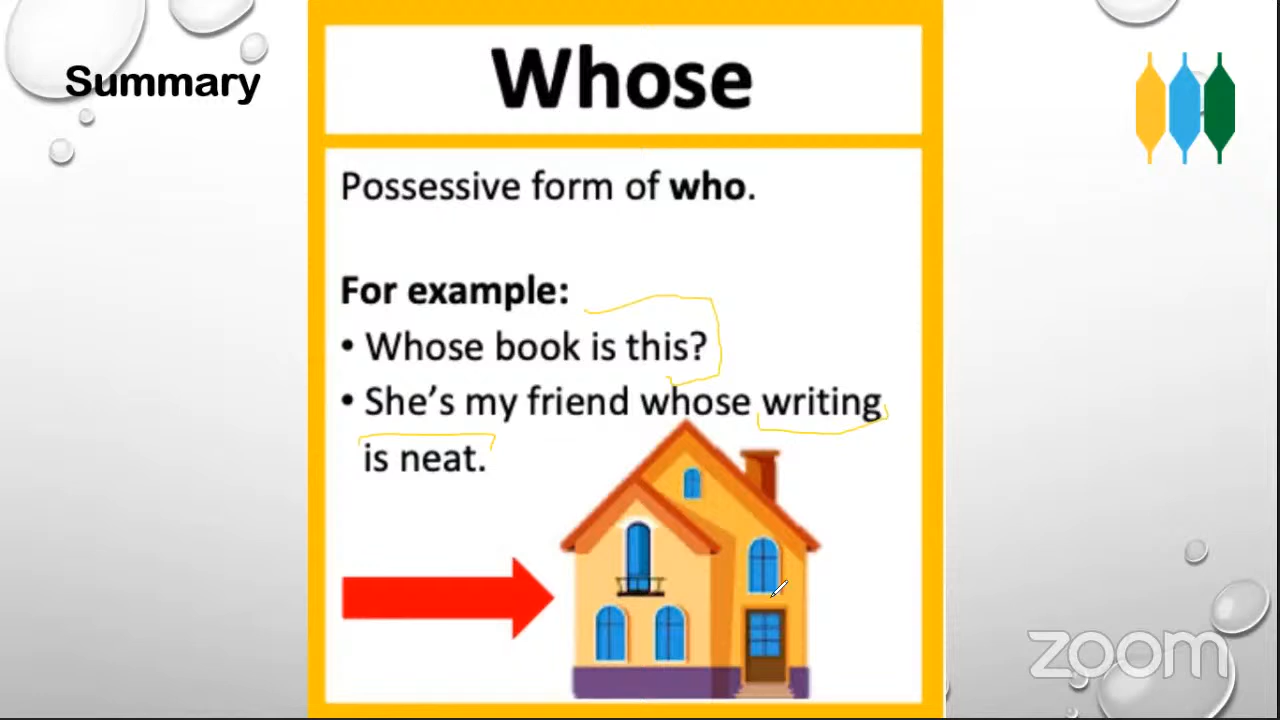 Summary
Whose
Possessive form of who.
For example:
• Whose book is this?
• She's my friend whose writing
is neat.
zoom